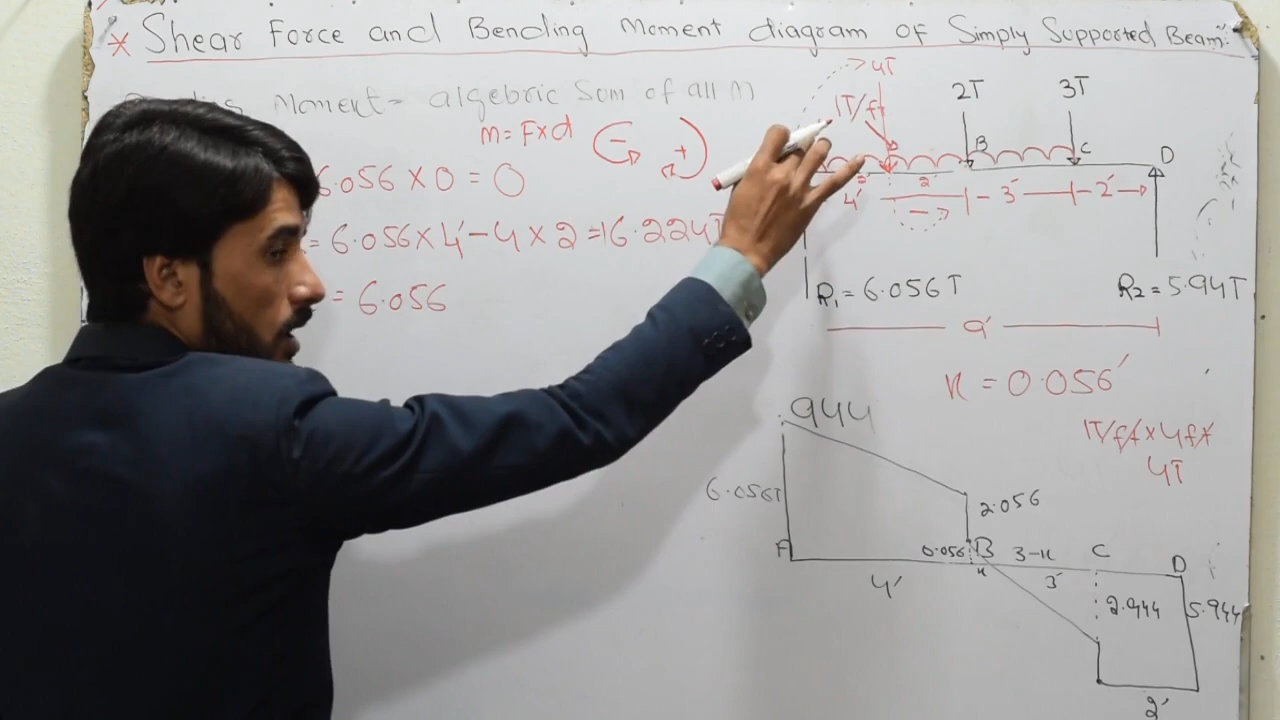 * Shear Force and Bending Moment diagram of Simply Supported Beam:
Moment = algebric Sum of all M
M = F×d
-
+
6.056 × 0 = 0
= 6.056 × 4' - 4 × 2 = 16.224T
= 6.056
4T
1T/ft
2T
3T
B
C
D
2'
2'
4'
3'
2'
R1 = 6.056T
R2 = 5.94T
9'
x = 0.056'
1T/ft × 4ft
4T
.944
6.056T
2.056
0.056
B
3-x
C
D
x
4'
3'
2.944
5.944
2'